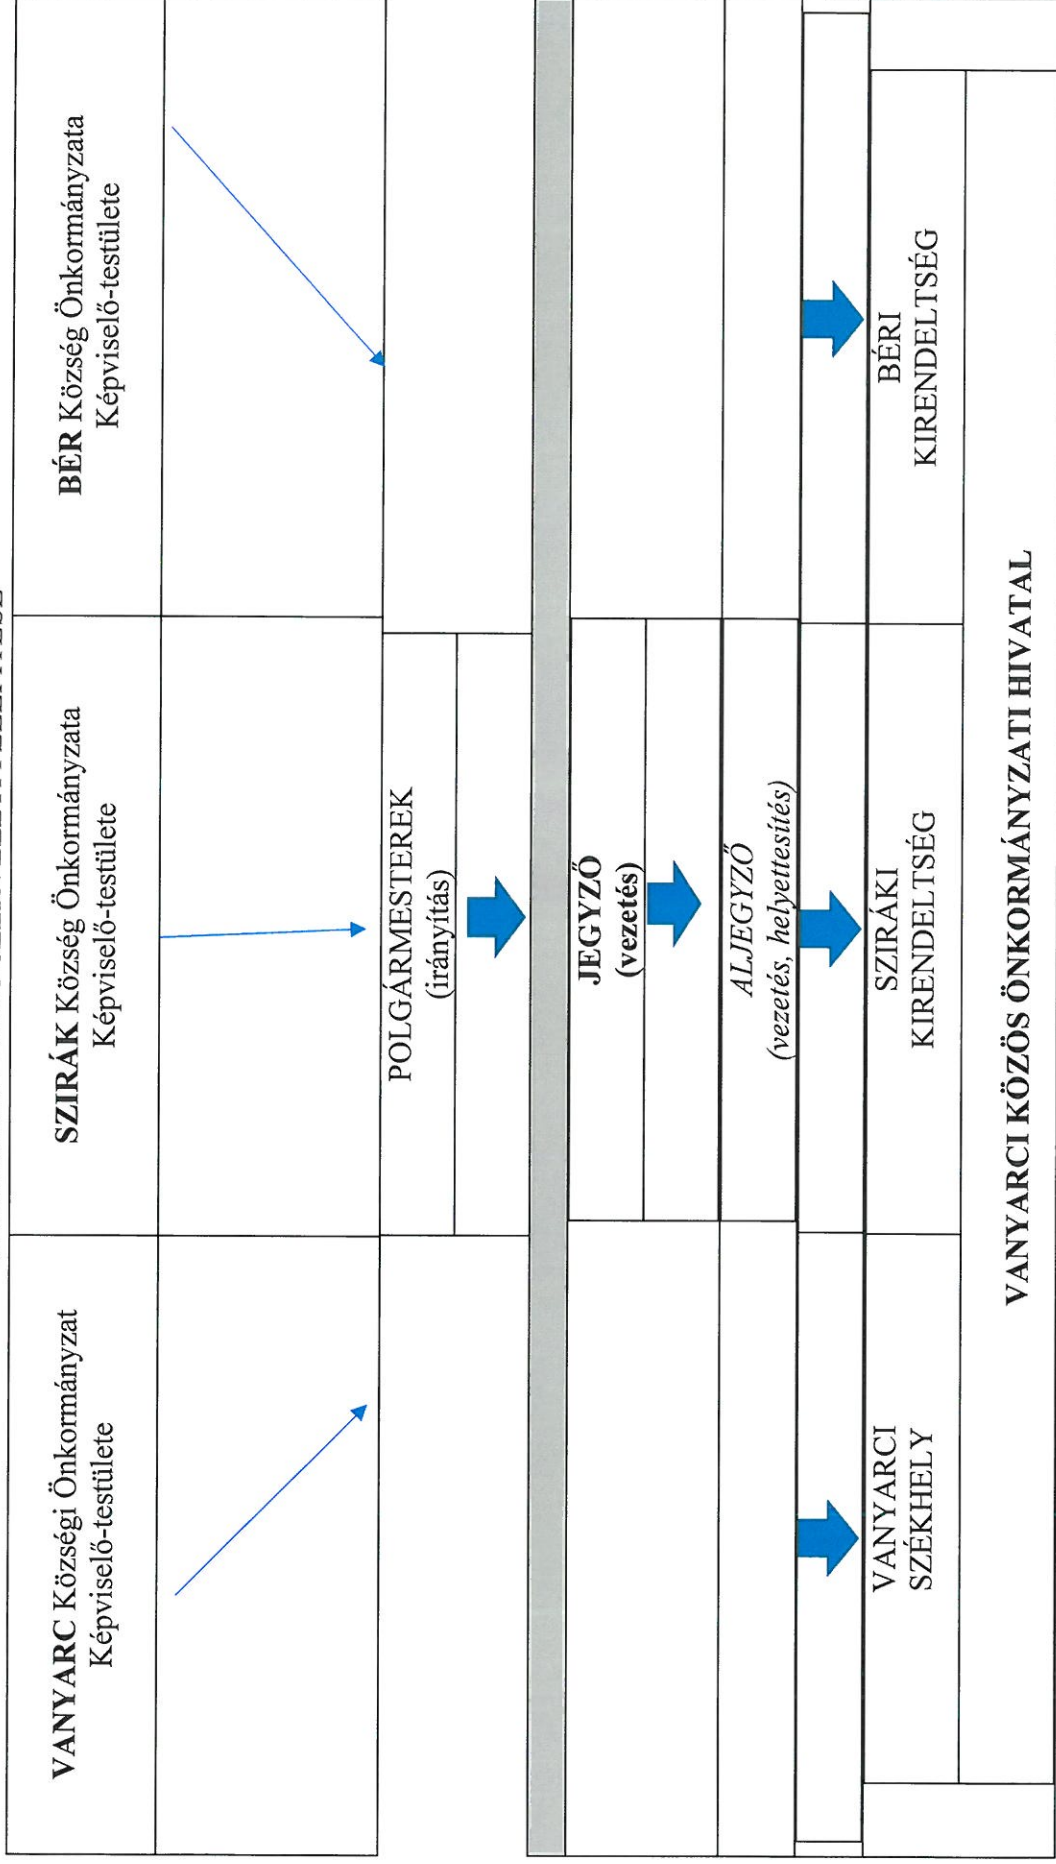 VANYARC Községi Önkormányzat
Képviselő-testülete
SZIRÁK Község Önkormányzata
Képviselő-testülete
BÉR Község Önkormányzata
Képviselő-testülete
POLGÁRMESTEREK
(irányítás)
JEGYZŐ
(vezetés)
ALJEGYZŐ
(vezetés, helyettesítés)
VANYARCI
SZÉKHELY
SZIRÁKI
KIRENDELTSÉG
BÉRI
KIRENDELTSÉG
VANYARCI KÖZÖS ÖNKORMÁNYZATI HIVATAL